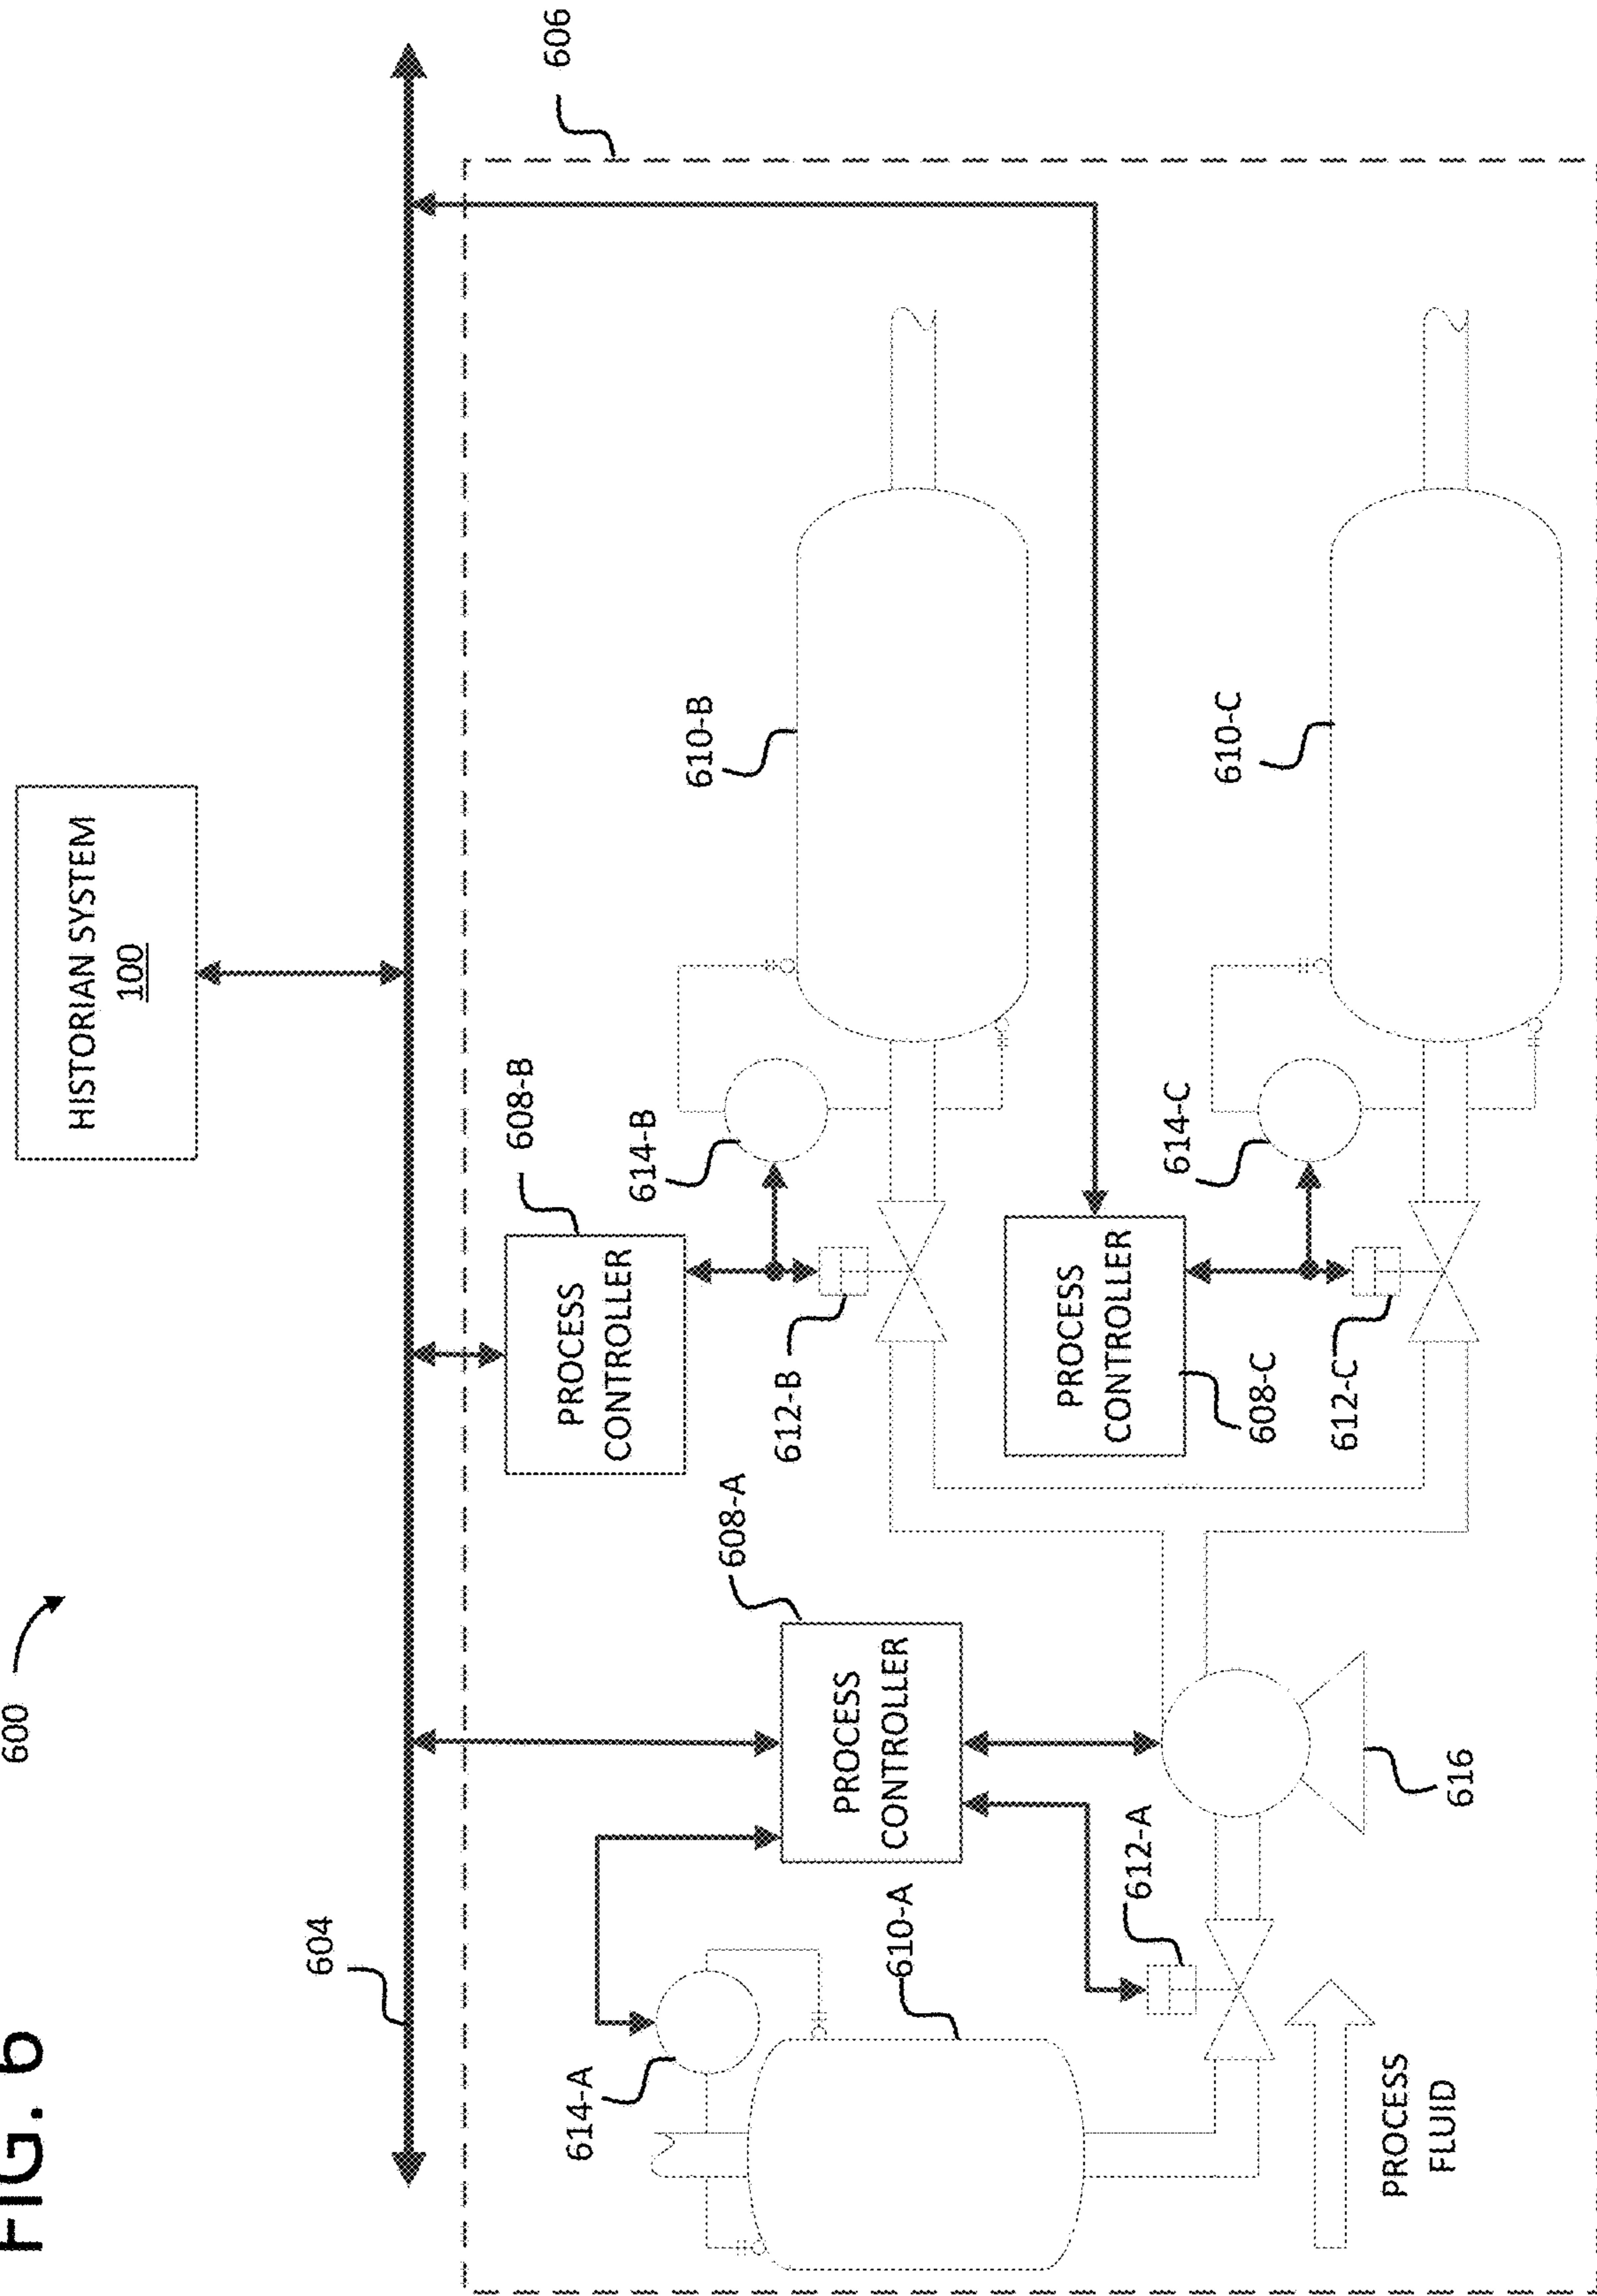 FIG. 6
600
HISTORIAN SYSTEM
100
604
606
608-B
PROCESS
CONTROLLER
614-B
610-B
612-B
614-A
608-A
PROCESS
CONTROLLER
610-A
612-A
PROCESS
CONTROLLER
608-C
614-C
610-C
612-C
PROCESS
FLUID
616